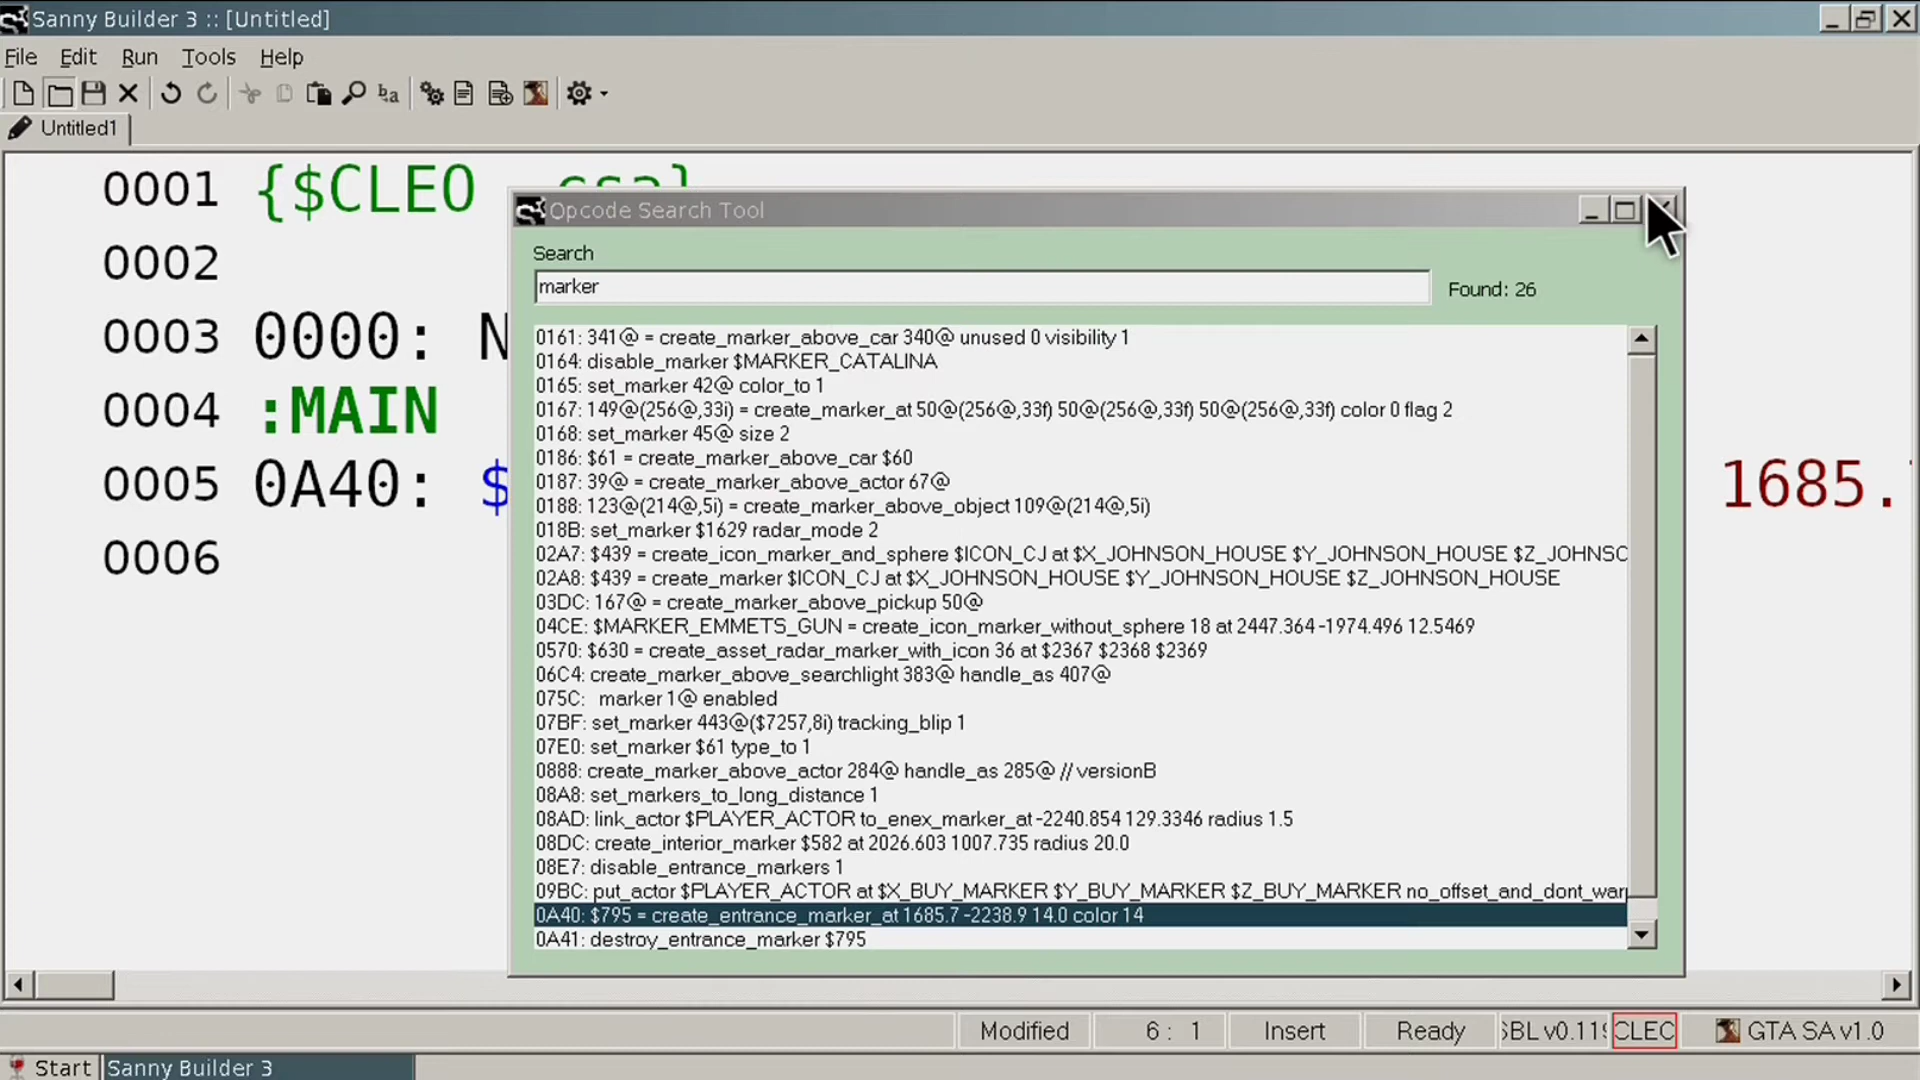 Sanny Builder 3 :: [Untitled]
File Edit Run Tools Help
Untitled1
0001 {$CLEO .csa}
0002
0003 0000: N
0004 :MAIN
0005 0A40: $ 1685.
0006
Opcode Search Tool
Search
marker
Found: 26
0161: 341@ = create_marker_above_car 340@ unused 0 visibility 1
0164: disable_marker $MARKER_CATALINA
0165: set_marker 42@ color_to 1
0167: 149@(256@,33i) = create_marker_at 50@(256@,33f) 50@(256@,33f) 50@(256@,33f) color 0 flag 2
0168: set_marker 45@ size 2
0186: $61 = create_marker_above_car $60
0187: 39@ = create_marker_above_actor 67@
0188: 123@(214@,5i) = create_marker_above_object 109@(214@,5i)
018B: set_marker $1629 radar_mode 2
02A7: $439 = create_icon_marker_and_sphere $ICON_CJ at $X_JOHNSON_HOUSE $Y_JOHNSON_HOUSE $Z_JOHNSC
02A8: $439 = create_marker $ICON_CJ at $X_JOHNSON_HOUSE $Y_JOHNSON_HOUSE $Z_JOHNSON_HOUSE
03DC: 167@ = create_marker_above_pickup 50@
04CE: $MARKER_EMMETS_GUN = create_icon_marker_without_sphere 18 at 2447.364 -1974.496 12.5469
0570: $630 = create_asset_radar_marker_with_icon 36 at $2367 $2368 $2369
06C4: create_marker_above_searchlight 383@ handle_as 407@
075C:   marker 1@ enabled
07BF: set_marker 443@($7257,8i) tracking_blip 1
07E0: set_marker $61 type_to 1
0888: create_marker_above_actor 284@ handle_as 285@ // versionB
08A8: set_markers_to_long_distance 1
08AD: link_actor $PLAYER_ACTOR to_enex_marker_at -2240.854 129.3346 radius 1.5
08DC: create_interior_marker $582 at 2026.603 1007.735 radius 20.0
08E7: disable_entrance_markers 1
09BC: put_actor $PLAYER_ACTOR at $X_BUY_MARKER $Y_BUY_MARKER $Z_BUY_MARKER no_offset_and_dont_war
0A40: $795 = create_entrance_marker_at 1685.7 -2238.9 14.0 color 14
0A41: destroy_entrance_marker $795
Modified 6: 1 Insert Ready SBL v0.119 CLEO GTA SA v1.0
Start Sanny Builder 3